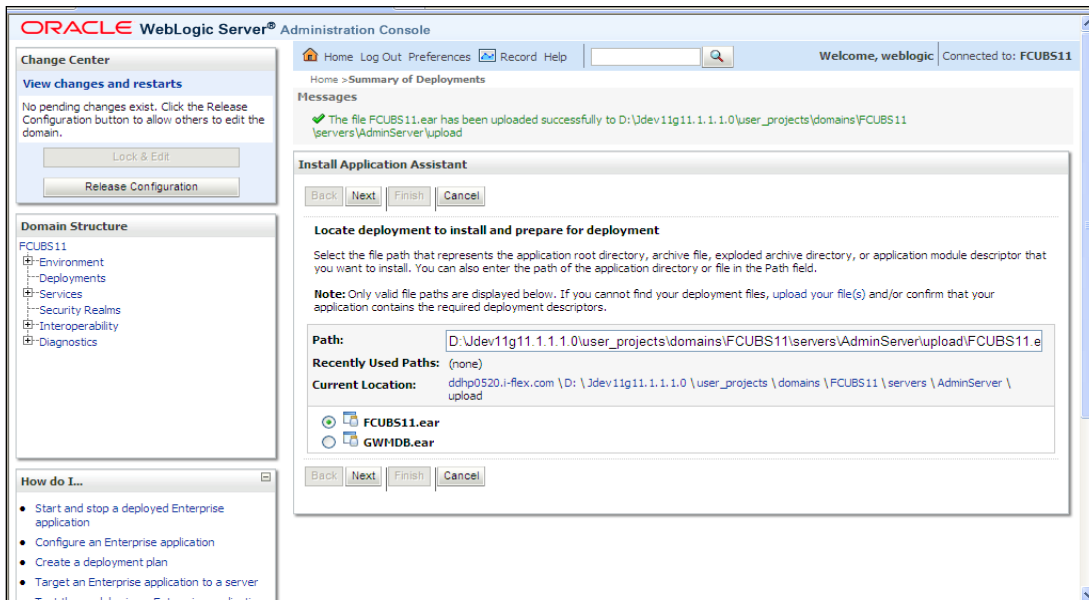 ORACLE WebLogic Server® Administration Console
Change Center
View changes and restarts
No pending changes exist. Click the Release
Configuration button to allow others to edit the
domain.
Lock & Edit
Release Configuration
Domain Structure
FCUBS11
Environment
Deployments
Services
Security Realms
Interoperability
Diagnostics
How do I...
Start and stop a deployed Enterprise
application
Configure an Enterprise application
Create a deployment plan
Target an Enterprise application to a server
Home Log Out Preferences Record Help
Welcome, weblogic Connected to: FCUBS11
Home >Summary of Deployments
Messages
The file FCUBS11.ear has been uploaded successfully to D:\Jdev11g11.1.1.1.0\user_projects\domains\FCUBS11
\servers\AdminServer\upload
Install Application Assistant
Back Next Finish Cancel
Locate deployment to install and prepare for deployment
Select the file path that represents the application root directory, archive file, exploded archive directory, or application module descriptor that
you want to install. You can also enter the path of the application directory or file in the Path field.
Note: Only valid file paths are displayed below. If you cannot find your deployment files, upload your file(s) and/or confirm that your
application contains the required deployment descriptors.
Path: D:\Jdev11g11.1.1.1.0\user_projects\domains\FCUBS11\servers\AdminServer\upload\FCUBS11.e
Recently Used Paths: (none)
Current Location: ddhp0520.i-flex.com \ D: \ Jdev11g11.1.1.1.0 \ user_projects \ domains \ FCUBS11 \ servers \ AdminServer \
upload
FCUBS11.ear
GWMDB.ear
Back Next Finish Cancel